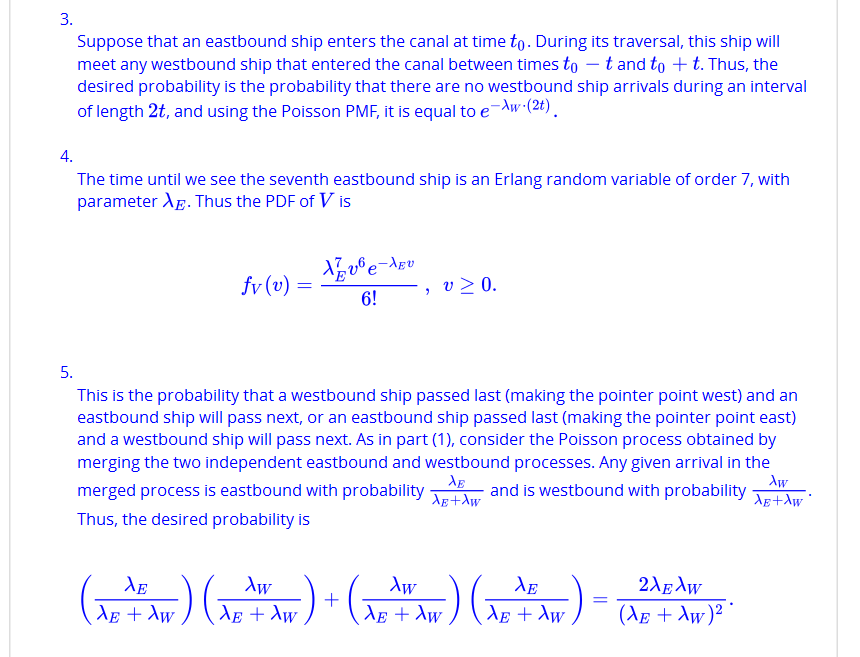 3.
Suppose that an eastbound ship enters the canal at time t₀. During its traversal, this ship will
meet any westbound ship that entered the canal between times t₀ − t and t₀ + t. Thus, the
desired probability is the probability that there are no westbound ship arrivals during an interval
of length 2t, and using the Poisson PMF, it is equal to e^{−λ_W·(2t)}.
4.
The time until we see the seventh eastbound ship is an Erlang random variable of order 7, with
parameter λ_E. Thus the PDF of V is
f_V(v) = \frac{λ_E^7 v^6 e^{−λ_E v}}{6!}, v ≥ 0.
5.
This is the probability that a westbound ship passed last (making the pointer point west) and an
eastbound ship will pass next, or an eastbound ship passed last (making the pointer point east)
and a westbound ship will pass next. As in part (1), consider the Poisson process obtained by
merging the two independent eastbound and westbound processes. Any given arrival in the
merged process is eastbound with probability \frac{λ_E}{λ_E+λ_W} and is westbound with probability \frac{λ_W}{λ_E+λ_W}.
Thus, the desired probability is
(\frac{λ_E}{λ_E + λ_W}) (\frac{λ_W}{λ_E + λ_W}) + (\frac{λ_W}{λ_E + λ_W}) (\frac{λ_E}{λ_E + λ_W}) = \frac{2λ_Eλ_W}{(λ_E + λ_W)^2}.